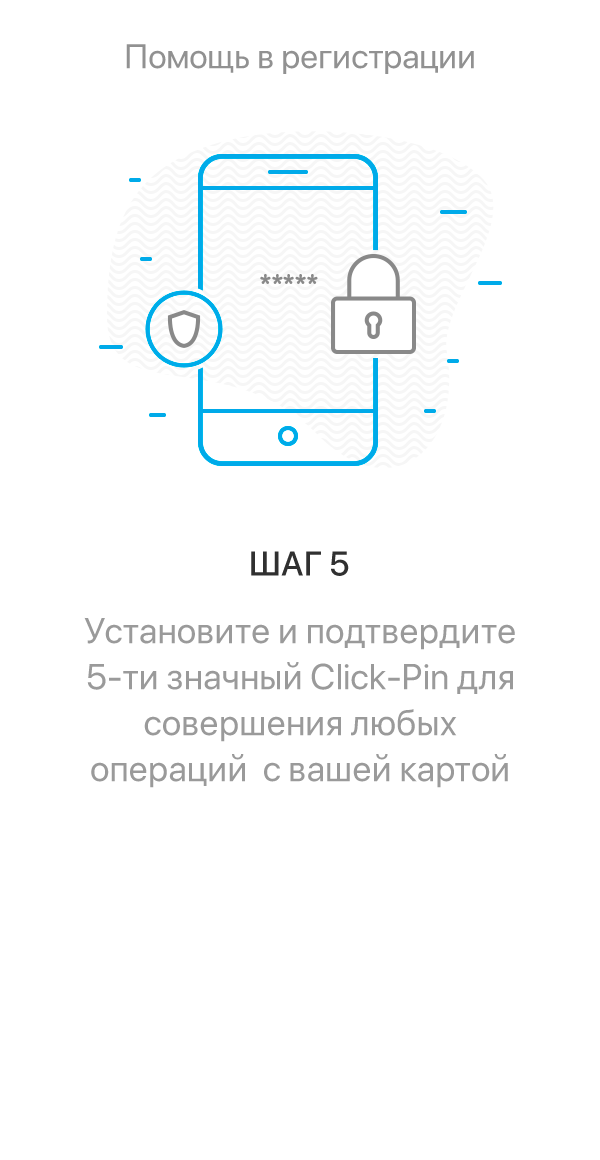 Помощь в регистрации
*****
ШАГ 5
Установите и подтвердите
5-ти значный Click-Pin для
совершения любых
операций  с вашей картой